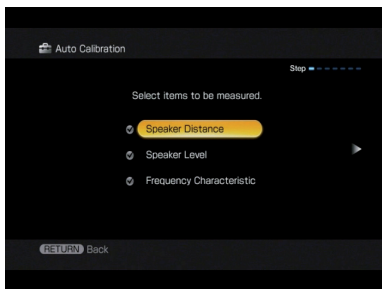 Auto Calibration
Step
Select items to be measured.
Speaker Distance
Speaker Level
Frequency Characteristic
RETURN Back